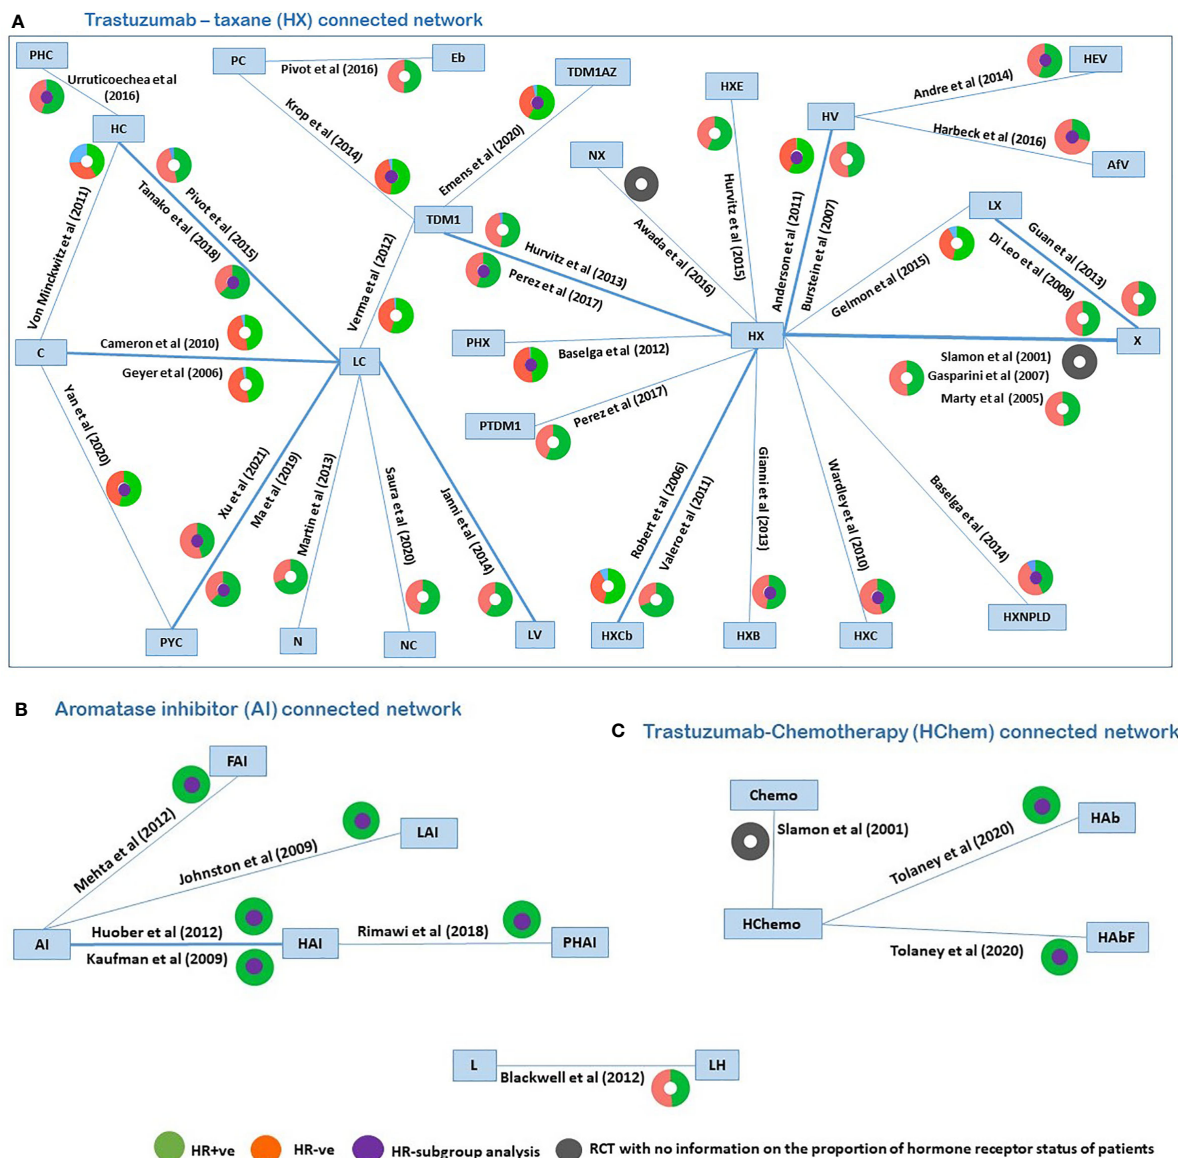 A
Trastuzumab – taxane (HX) connected network
PHC
Urruticoechea et al
(2016)
HC
PC
Pivot et al (2016)
Eb
TDM1AZ
Krop et al (2014)
Emens et al (2020)
NX
HXE
HV
Andre et al (2014)
HEV
Harbeck et al (2016)
AfV
Von Minckwitz et al (2011)
Tanako et al (2018)
Pivot et al (2015)
TDM1
Verma et al (2012)
Hurvitz et al (2013)
Perez et al (2017)
Awada et al (2016)
Hurvitz et al (2015)
Anderson et al (2011)
Burstein et al (2007)
Gelmon et al (2015)
LX
Guan et al (2013)
Di Leo et al (2008)
C
Cameron et al (2010)
Geyer et al (2006)
LC
PHX
Baselga et al (2012)
HX
X
Slamon et al (2001)
Gasparini et al (2007)
Marty et al (2005)
PTDM1
Perez et al (2017)
Yan et al (2020)
Xu et al (2021)
Ma et al (2019)
Martin et al (2013)
Saura et al (2020)
Janni et al (2014)
Robert et al (2006)
Valero et al (2011)
Gianni et al (2013)
Wardley et al (2010)
Baselga et al (2014)
PYC
N
NC
LV
HXCb
HXB
HXC
HXNPLD
B
Aromatase inhibitor (AI) connected network
FAI
Mehta et al (2012)
LAI
Johnston et al (2009)
AI
Huober et al (2012)
Kaufman et al (2009)
HAI
Rimawi et al (2018)
PHAI
C
Trastuzumab-Chemotherapy (HChem) connected network
Chemo
Slamon et al (2001)
HChemo
Tolaney et al (2020)
HAb
Tolaney et al (2020)
HAbF
L
Blackwell et al (2012)
LH
HR+ve
HR-ve
HR-subgroup analysis
RCT with no information on the proportion of hormone receptor status of patients